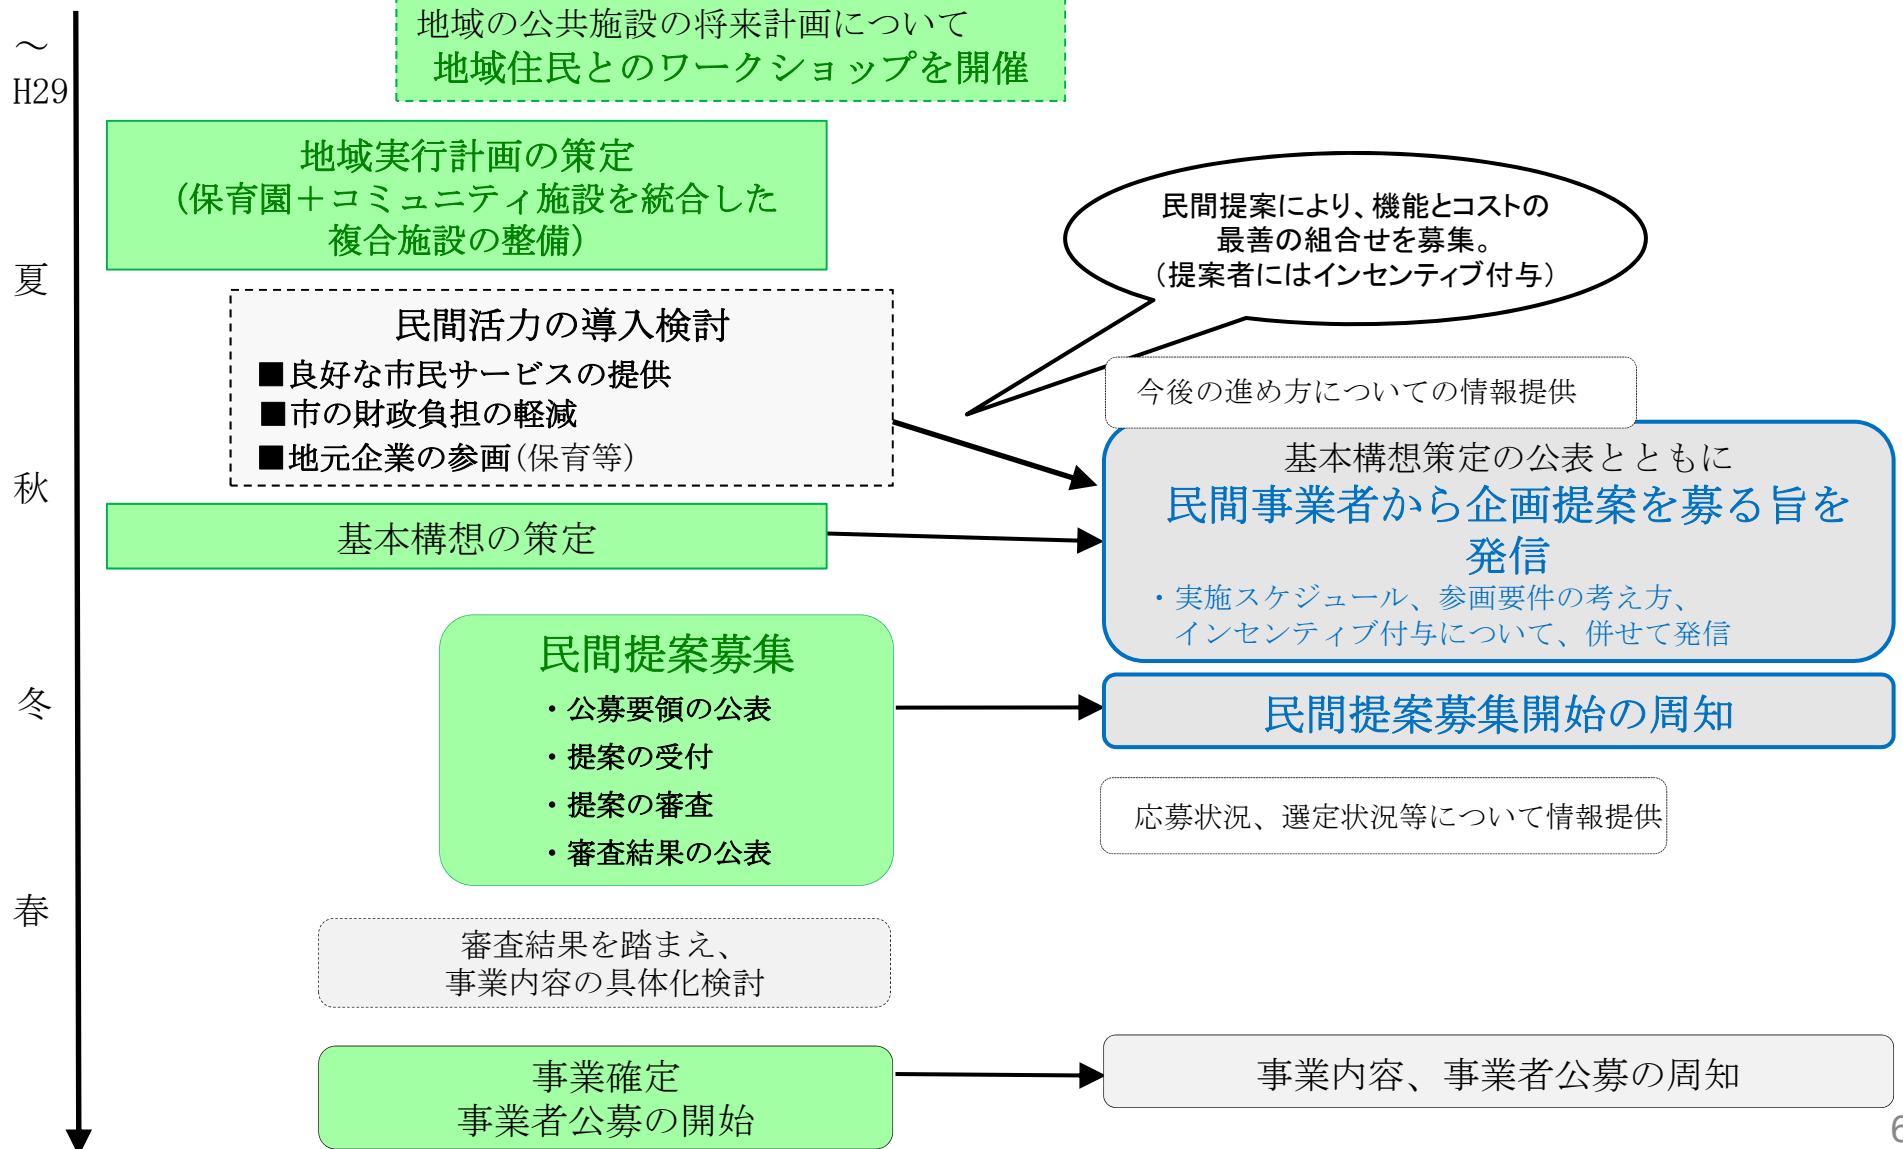 ～
H29
夏
秋
冬
春
地域の公共施設の将来計画について
地域住民とのワークショップを開催
地域実行計画の策定
（保育園＋コミュニティ施設を統合した
複合施設の整備）
民間提案により、機能とコストの
最善の組合せを募集。
（提案者にはインセンティブ付与）
民間活力の導入検討
■良好な市民サービスの提供
■市の財政負担の軽減
■地元企業の参画（保育等）
今後の進め方についての情報提供
基本構想策定の公表とともに
民間事業者から企画提案を募る旨を
発信
・実施スケジュール、参画要件の考え方、
インセンティブ付与について、併せて発信
基本構想の策定
民間提案募集
・公募要領の公表
・提案の受付
・提案の審査
・審査結果の公表
民間提案募集開始の周知
応募状況、選定状況等について情報提供
審査結果を踏まえ、
事業内容の具体化検討
事業確定
事業者公募の開始
事業内容、事業者公募の周知
6